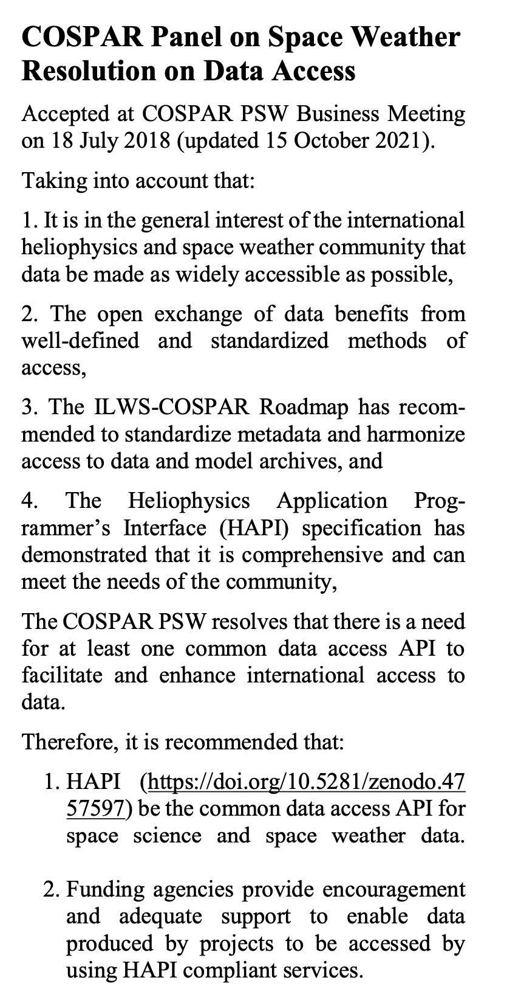 COSPAR Panel on Space Weather
Resolution on Data Access
Accepted at COSPAR PSW Business Meeting
on 18 July 2018 (updated 15 October 2021).
Taking into account that:
1. It is in the general interest of the international
heliophysics and space weather community that
data be made as widely accessible as possible,
2. The open exchange of data benefits from
well-defined and standardized methods of
access,
3. The ILWS-COSPAR Roadmap has recom-
mended to standardize metadata and harmonize
access to data and model archives, and
4. The Heliophysics Application Prog-
rammer’s Interface (HAPI) specification has
demonstrated that it is comprehensive and can
meet the needs of the community,
The COSPAR PSW resolves that there is a need
for at least one common data access API to
facilitate and enhance international access to
data.
Therefore, it is recommended that:
1. HAPI (https://doi.org/10.5281/zenodo.47
57597) be the common data access API for
space science and space weather data.
2. Funding agencies provide encouragement
and adequate support to enable data
produced by projects to be accessed by
using HAPI compliant services.